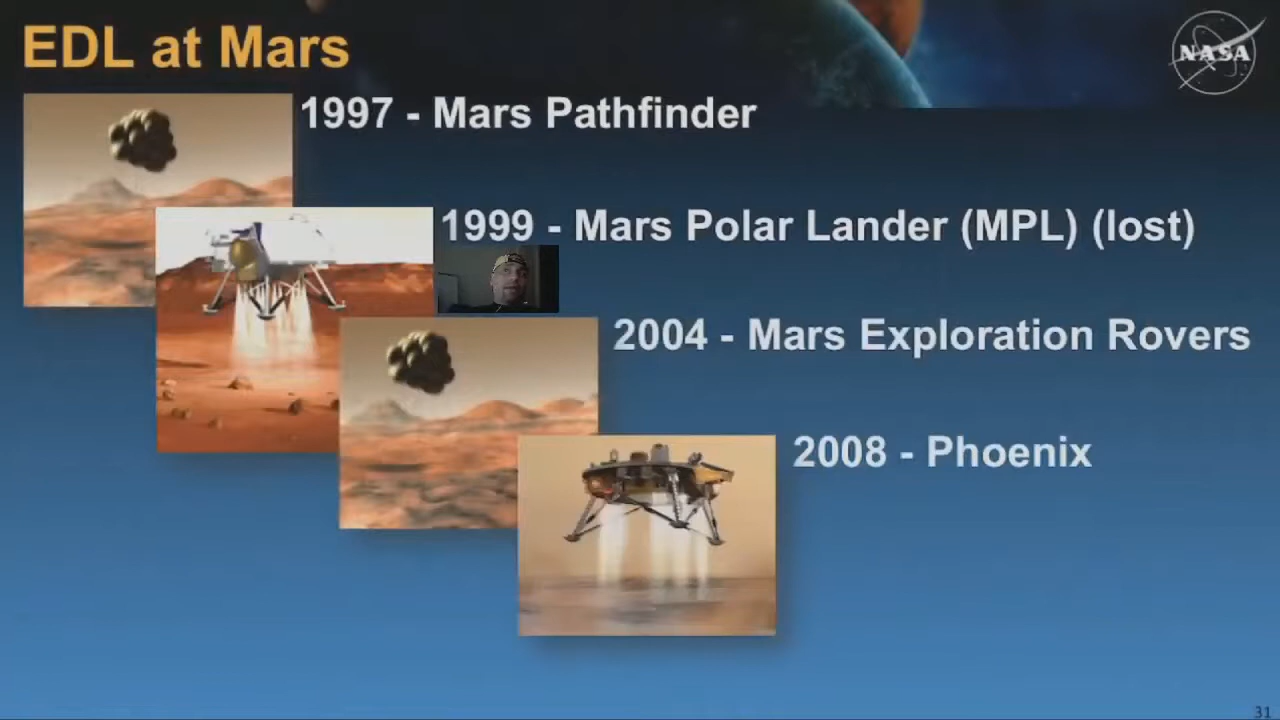 EDL at Mars
NASA
1997 - Mars Pathfinder
1999 - Mars Polar Lander (MPL) (lost)
2004 - Mars Exploration Rovers
2008 - Phoenix
31